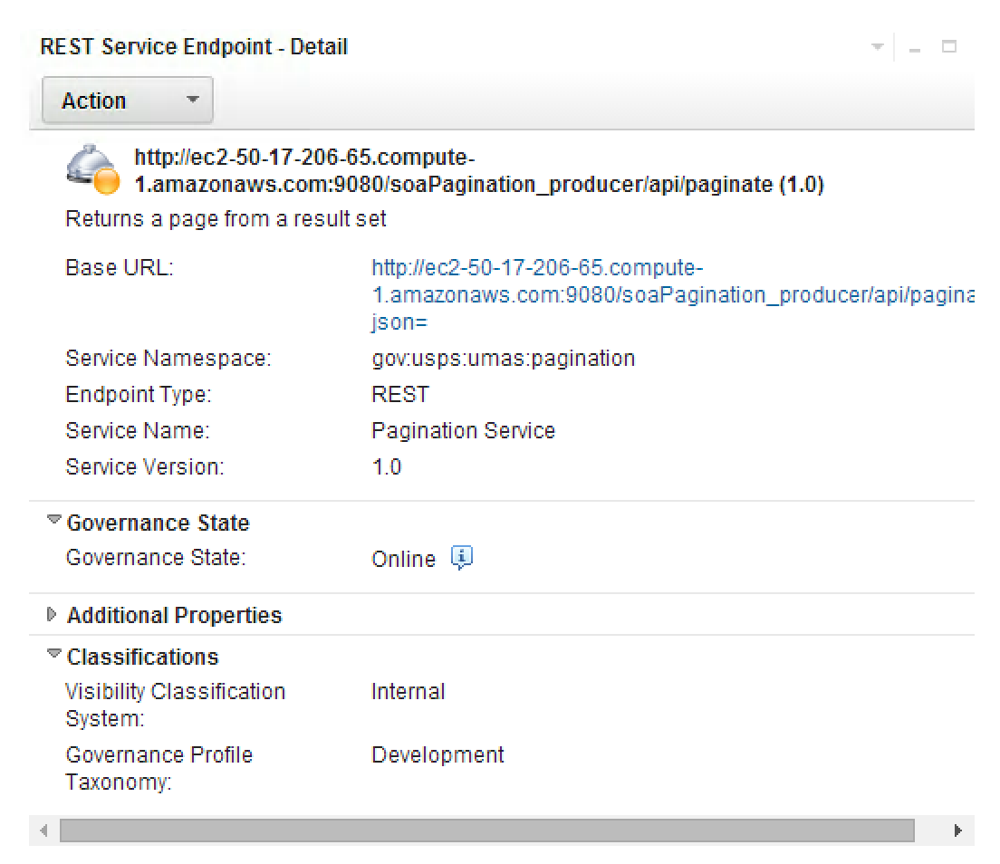 REST Service Endpoint - Detail
Action
http://ec2-50-17-206-65.compute-
1.amazonaws.com:9080/soaPagination_producer/api/paginate (1.0)
Returns a page from a result set
Base URL: http://ec2-50-17-206-65.compute-
1.amazonaws.com:9080/soaPagination_producer/api/pagina
json=
Service Namespace: gov:usps:umas:pagination
Endpoint Type: REST
Service Name: Pagination Service
Service Version: 1.0
Governance State
Governance State: Online
Additional Properties
Classifications
Visibility Classification Internal
System:
Governance Profile Development
Taxonomy: